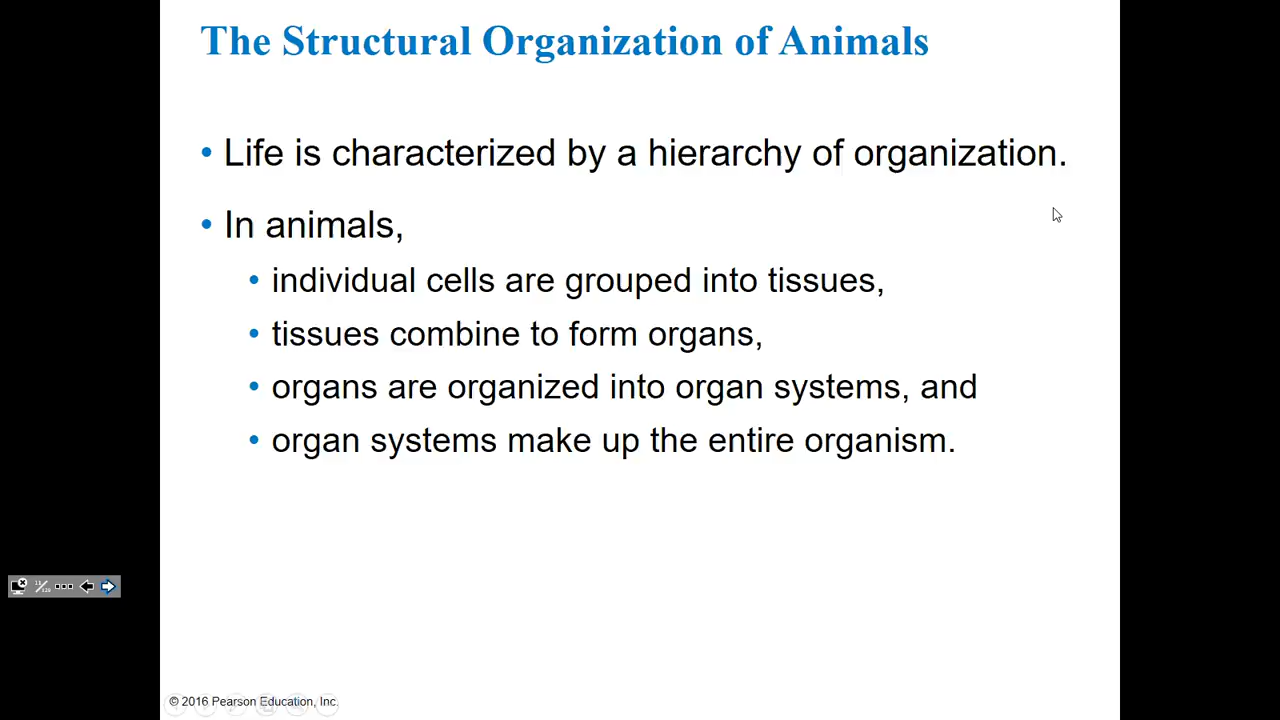 The Structural Organization of Animals
• Life is characterized by a hierarchy of organization.
• In animals,
• individual cells are grouped into tissues,
• tissues combine to form organs,
• organs are organized into organ systems, and
• organ systems make up the entire organism.
© 2016 Pearson Education, Inc.